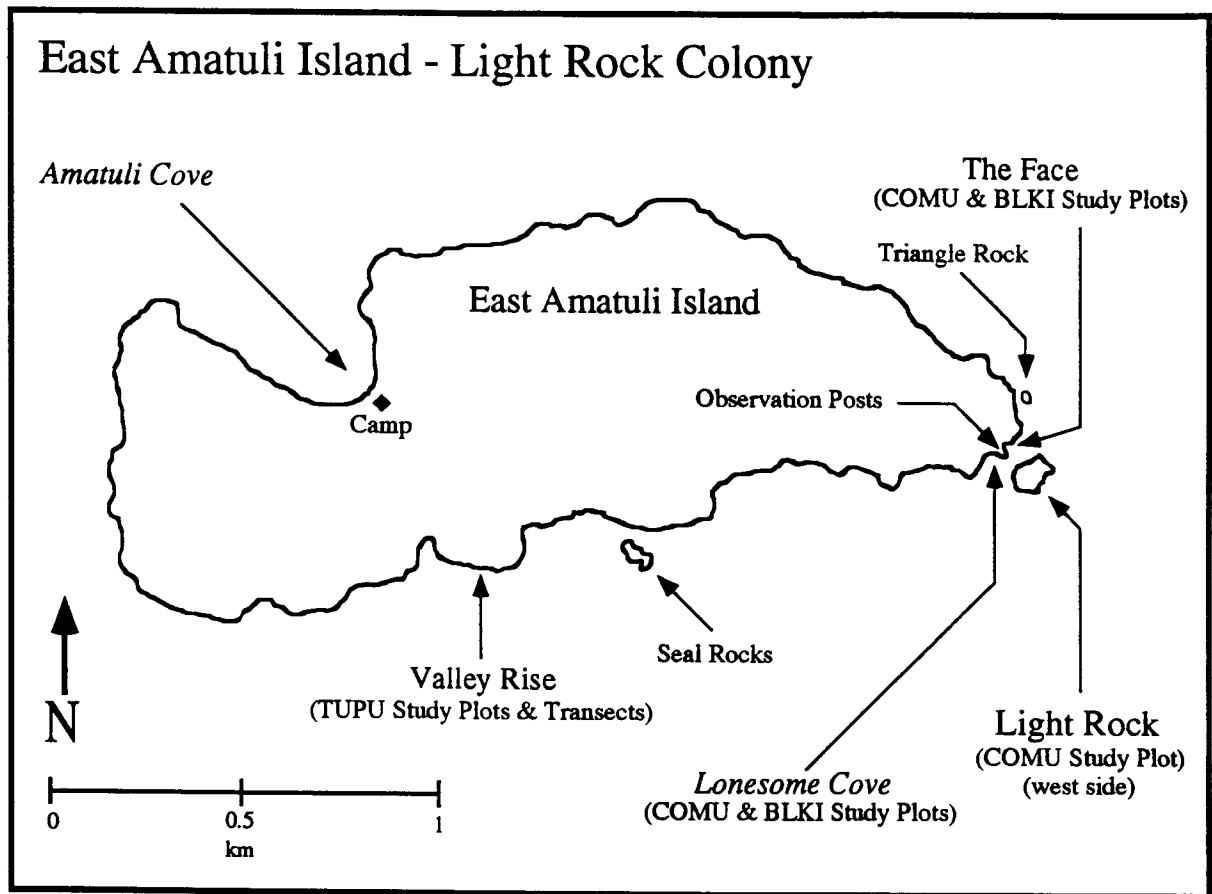 East Amatuli Island - Light Rock Colony
Amatuli Cove
The Face
(COMU & BLKI Study Plots)
Triangle Rock
East Amatuli Island
Observation Posts
Camp
Seal Rocks
Valley Rise
(TUPU Study Plots & Transects)
N
Light Rock
(COMU Study Plot)
(west side)
Lonesome Cove
(COMU & BLKI Study Plots)
0
0.5
1
km